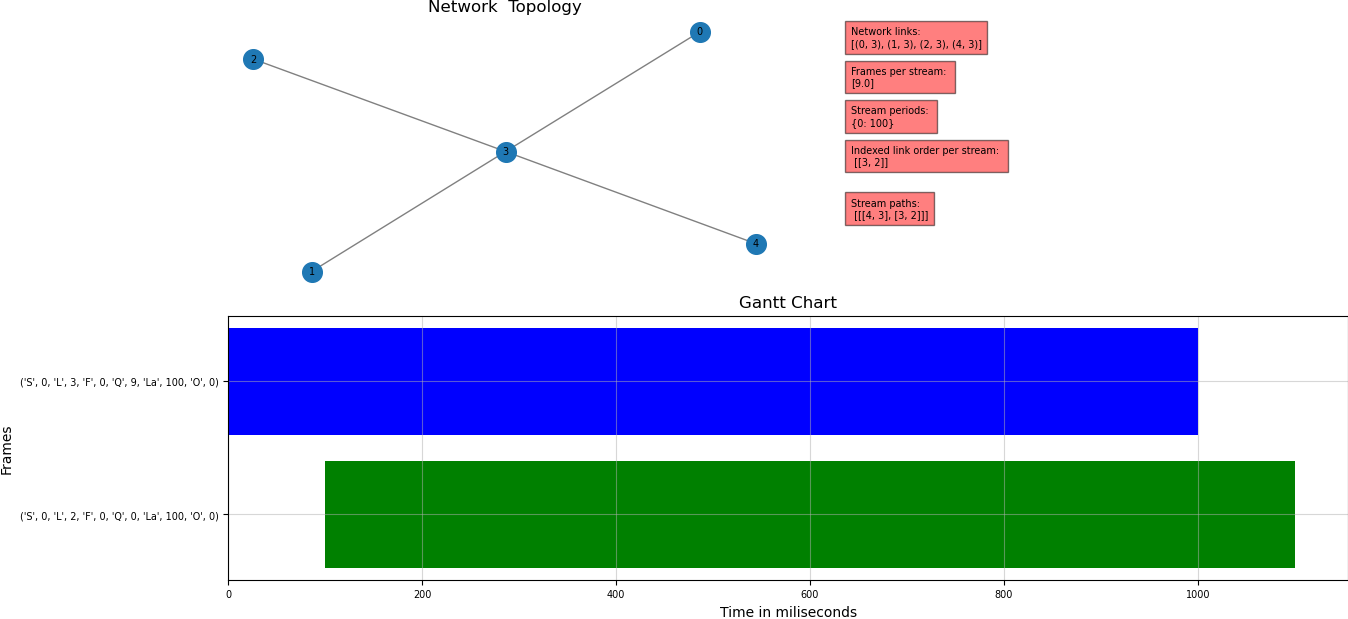 Network  Topology
0
2
3
4
1
Network links:
[(0, 3), (1, 3), (2, 3), (4, 3)]
Frames per stream:
[9.0]
Stream periods:
{0: 100}
Indexed link order per stream:
[[3, 2]]
Stream paths:
[[[4, 3], [3, 2]]]
Gantt Chart
Frames
('S', 0, 'L', 3, 'F', 0, 'Q', 9, 'La', 100, 'O', 0)
('S', 0, 'L', 2, 'F', 0, 'Q', 0, 'La', 100, 'O', 0)
0 200 400 600 800 1000
Time in miliseconds